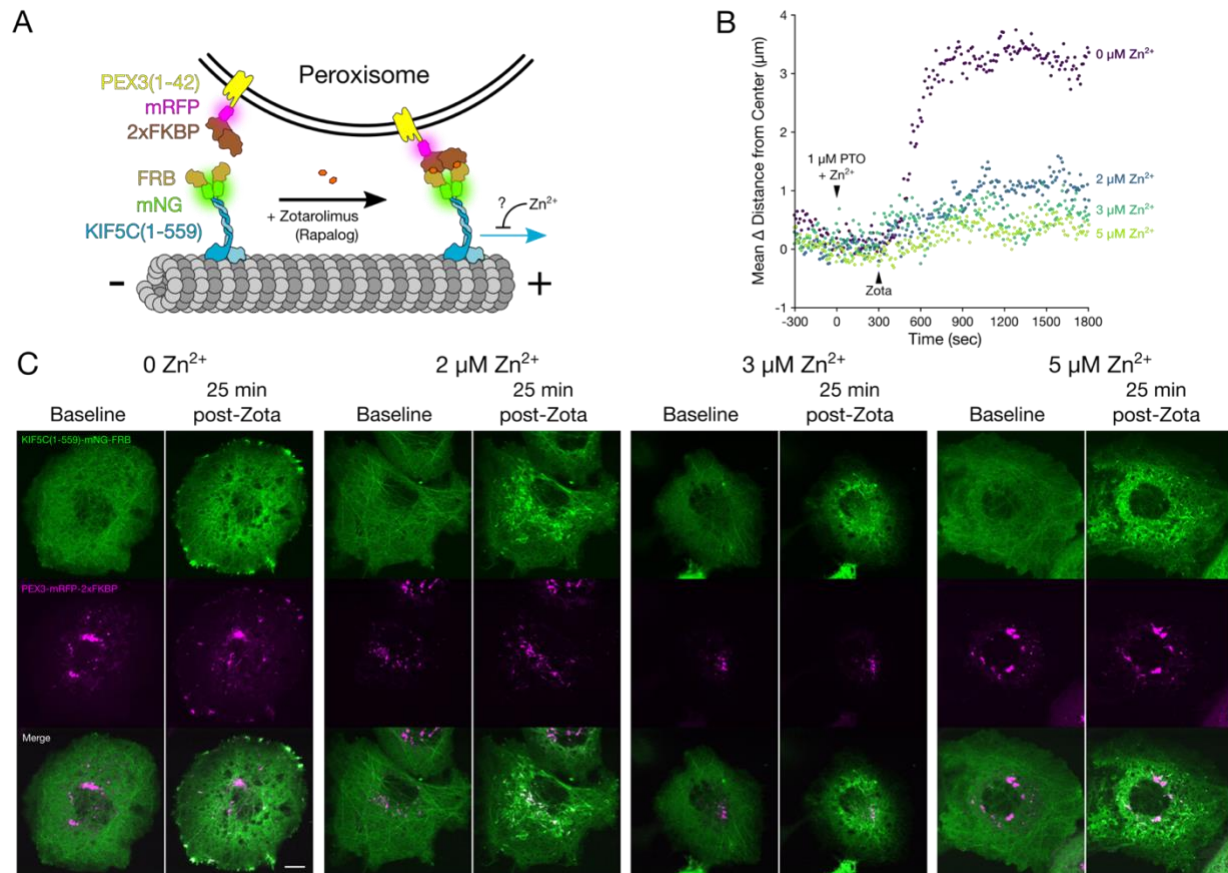 A
Peroxisome
PEX3(1-42)
mRFP
2xFKBP
FRB
mNG
KIF5C(1-559)
+ Zotarolimus
(Rapalog)
?
Zn²⁺
-
+
B
Mean Δ Distance from Center (µm)
4
3
2
1
0
-1
1 µM PTO
+ Zn²⁺
Zota
0 µM Zn²⁺
2 µM Zn²⁺
3 µM Zn²⁺
5 µM Zn²⁺
-300 0 300 600 900 1200 1500 1800
Time (sec)
C
0 Zn²⁺
2 µM Zn²⁺
3 µM Zn²⁺
5 µM Zn²⁺
Baseline
25 min
post-Zota
Baseline
25 min
post-Zota
Baseline
25 min
post-Zota
Baseline
25 min
post-Zota
KIF5C(1-559)-mNG-FRB
PEX3-mRFP-2xFKBP
Merge